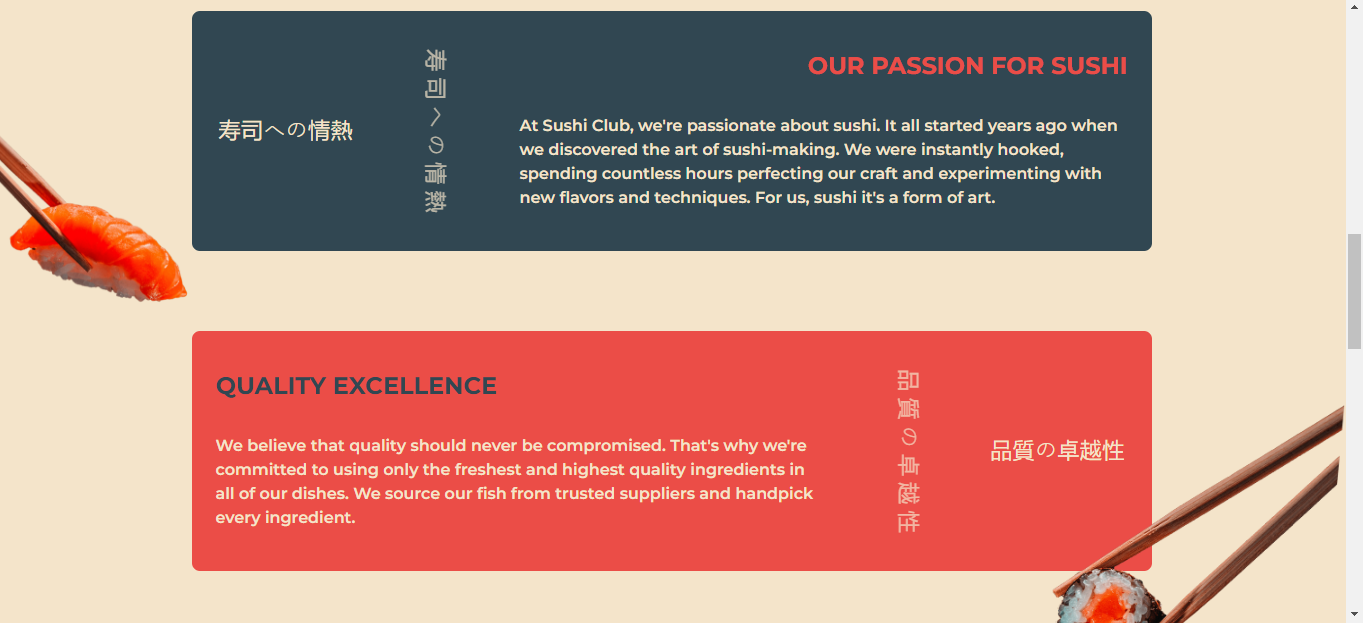 寿司への情熱
寿司への情熱
OUR PASSION FOR SUSHI
At Sushi Club, we're passionate about sushi. It all started years ago when
we discovered the art of sushi-making. We were instantly hooked,
spending countless hours perfecting our craft and experimenting with
new flavors and techniques. For us, sushi it's a form of art.
QUALITY EXCELLENCE
We believe that quality should never be compromised. That's why we're
committed to using only the freshest and highest quality ingredients in
all of our dishes. We source our fish from trusted suppliers and handpick
every ingredient.
品質の卓越性
品質の卓越性